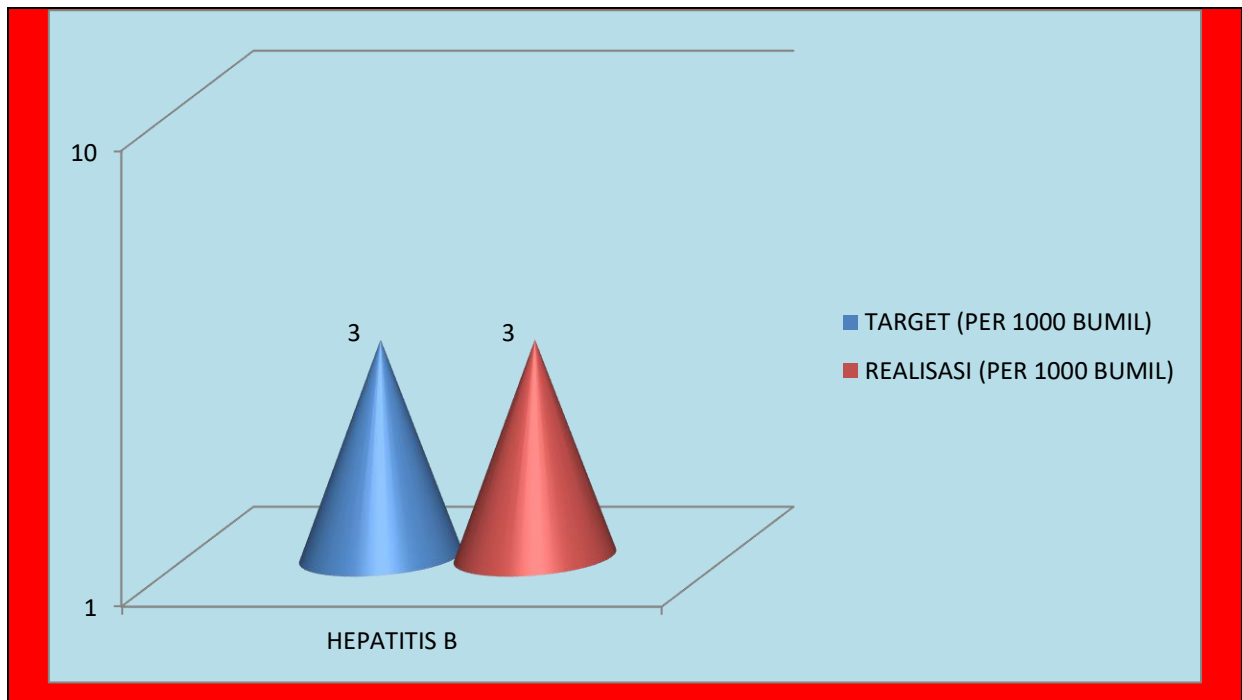 10
3
3
TARGET (PER 1000 BUMIL)
REALISASI (PER 1000 BUMIL)
1
HEPATITIS B